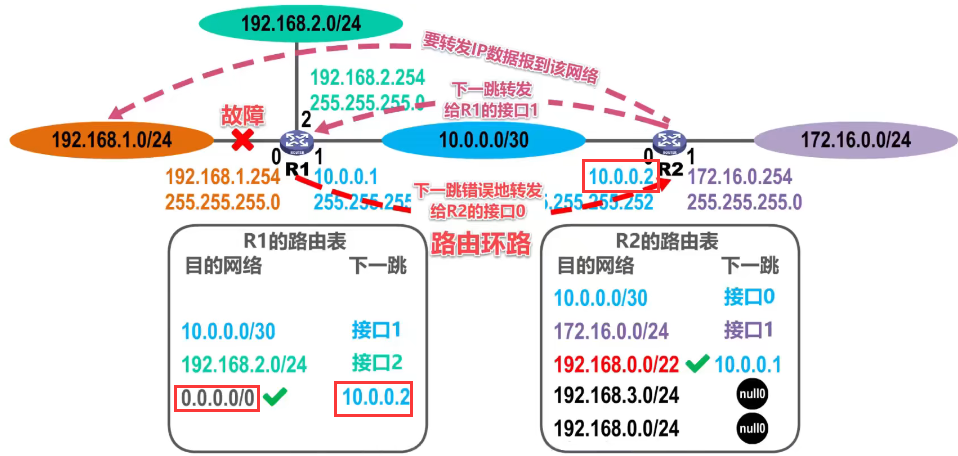 192.168.2.0/24
要转发IP数据报到该网络
192.168.2.254
255.255.255.0
下一跳转发
给R1的接口1
故障
2
192.168.1.0/24
10.0.0.0/30
172.16.0.0/24
0
R1
1
0
R2
1
192.168.1.254
255.255.255.0
10.0.0.1
255.255.255
下一跳错误地转发
给R2的接口0
10.0.0.2
.255.255.252
172.16.0.254
255.255.255.0
路由环路
R1的路由表
目的网络 下一跳
10.0.0.0/30 接口1
192.168.2.0/24 接口2
0.0.0.0/0 10.0.0.2
R2的路由表
目的网络 下一跳
10.0.0.0/30 接口0
172.16.0.0/24 接口1
192.168.0.0/22 10.0.0.1
192.168.3.0/24 null0
192.168.0.0/24 null0